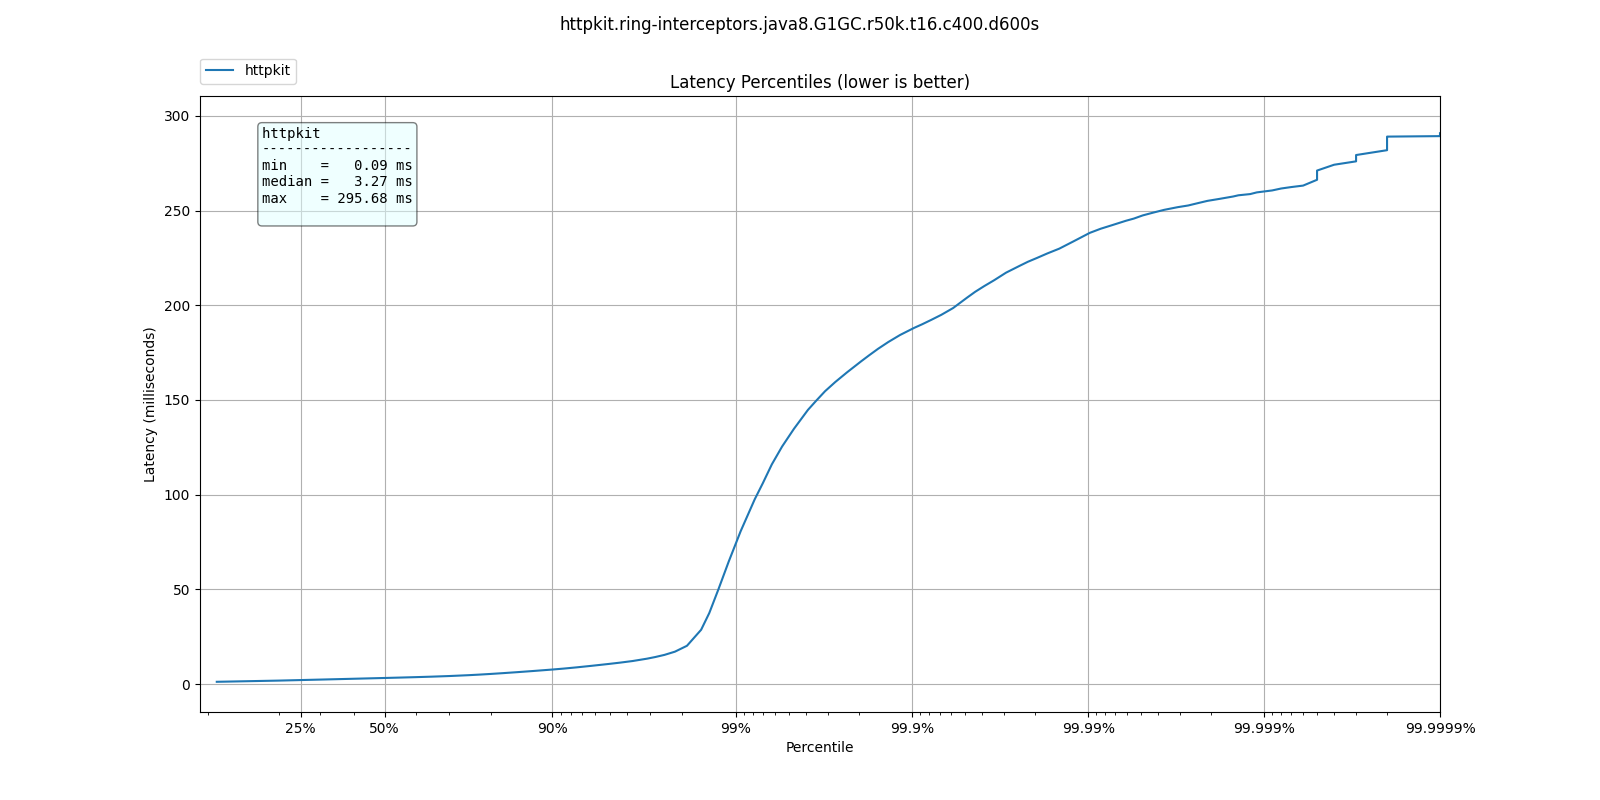 httpkit.ring-interceptors.java8.G1GC.r50k.t16.c400.d600s
httpkit
Latency Percentiles (lower is better)
httpkit
------------------
min    =   0.09 ms
median =   3.27 ms
max    = 295.68 ms
300
250
200
150
100
50
0
Latency (milliseconds)
25% 50% 90% 99% 99.9% 99.99% 99.999% 99.9999%
Percentile